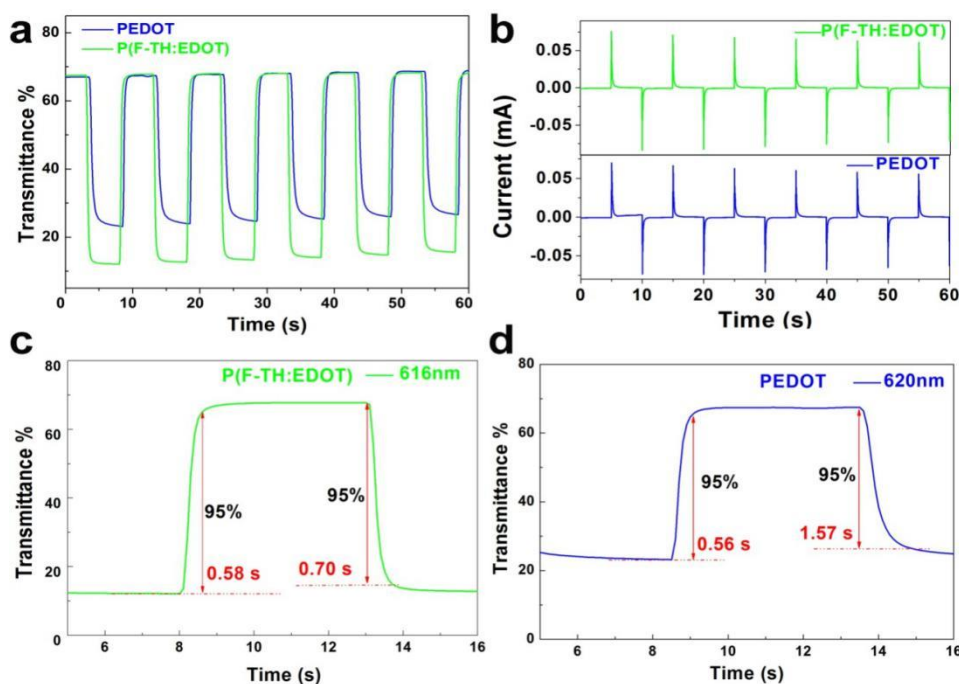 a
PEDOT
P(F-TH:EDOT)
80
60
40
20
Transmittance %
0 10 20 30 40 50 60
Time (s)
b
P(F-TH:EDOT)
0.05
0.00
-0.05
PEDOT
0.05
0.00
-0.05
Current (mA)
0 10 20 30 40 50 60
Time (s)
c
P(F-TH:EDOT) 616nm
80
60
40
20
0
Transmittance %
95%
95%
0.58 s
0.70 s
6 8 10 12 14 16
Time (s)
d
PEDOT 620nm
80
60
40
20
0
Transmittance %
95%
95%
0.56 s
1.57 s
6 8 10 12 14 16
Time (s)